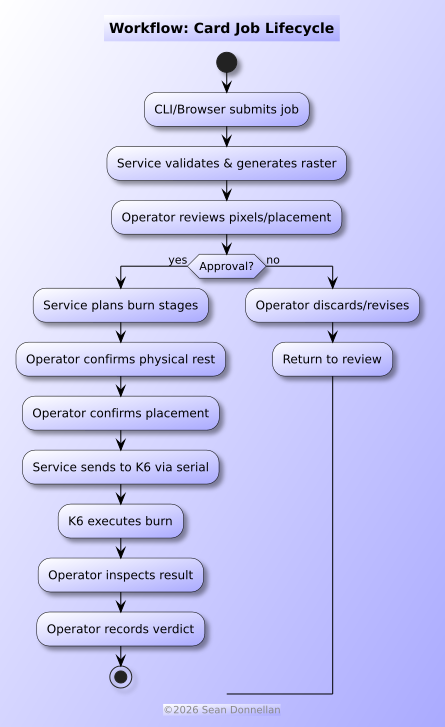 Workflow: Card Job Lifecycle
CLI/Browser submits job
Service validates & generates raster
Operator reviews pixels/placement
yes
Approval?
no
Service plans burn stages
Operator discards/revises
Operator confirms physical rest
Return to review
Operator confirms placement
Service sends to K6 via serial
K6 executes burn
Operator inspects result
Operator records verdict
©2026 Sean Donnellan